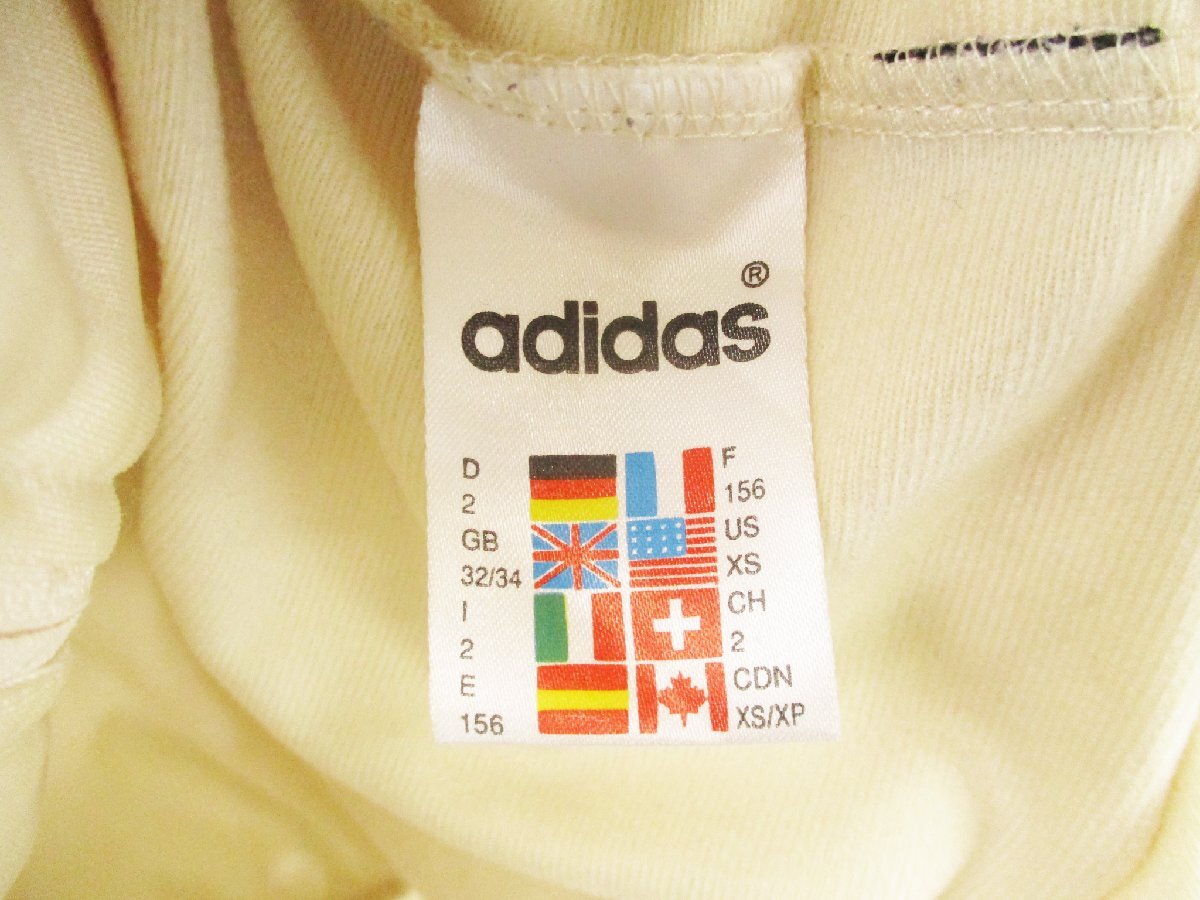 adidas®
D
2
GB
32/34
I
2
E
156
F
156
US
XS
CH
2
CDN
XS/XP